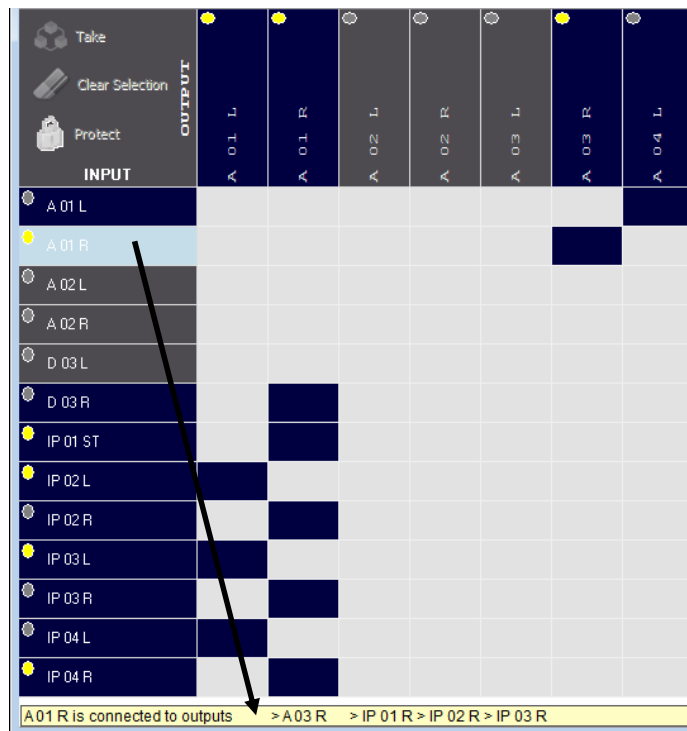 Take
Clear Selection
Protect
OUTPUT
INPUT
A 01 L
A 01 R
A 02 L
A 02 R
A 03 L
A 03 R
A 04 L
A 01 L
A 01 R
A 02 L
A 02 R
D 03 L
D 03 R
IP 01 ST
IP 02 L
IP 02 R
IP 03 L
IP 03 R
IP 04 L
IP 04 R
A01 R is connected to outputs >A03 R > IP 01 R > IP 02 R > IP 03 R